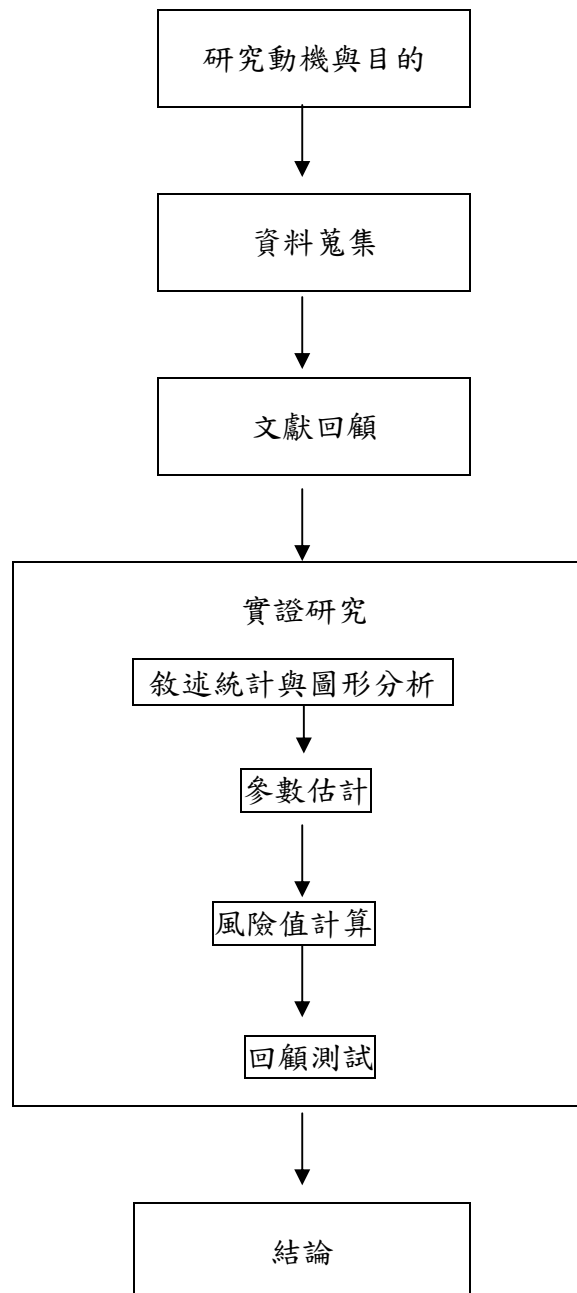 研究動機與目的
資料蒐集
文獻回顧
實證研究
敘述統計與圖形分析
參數估計
風險值計算
回顧測試
結論